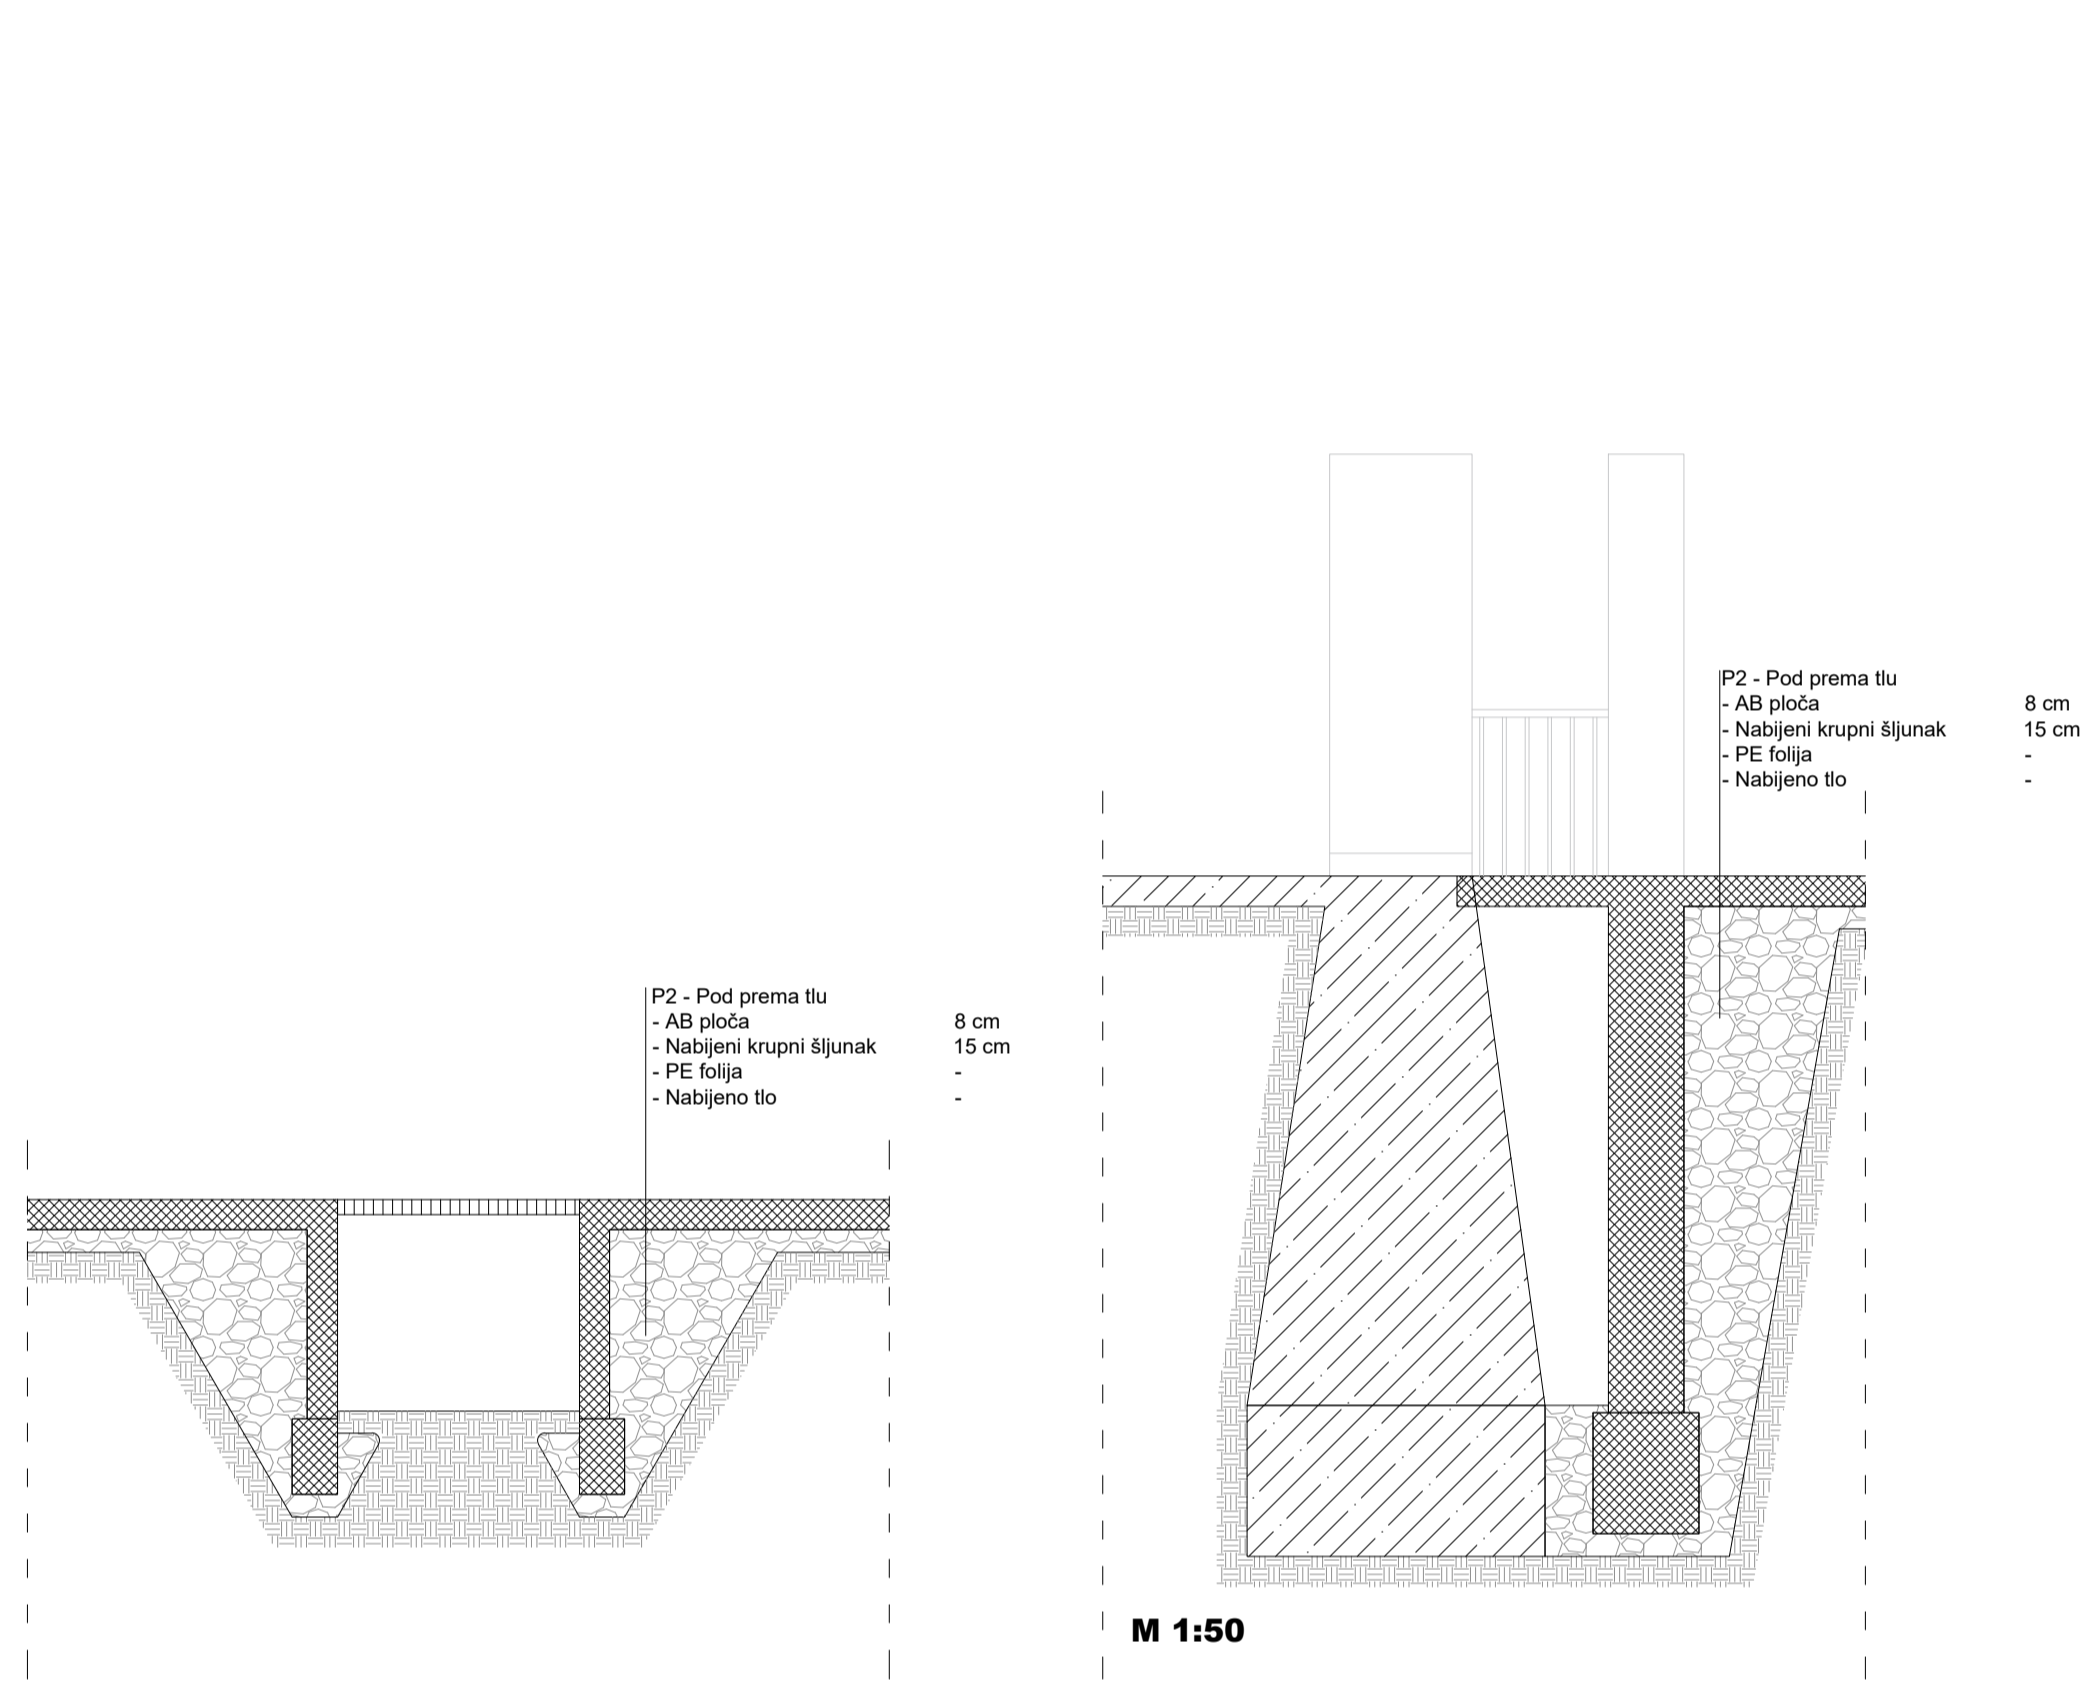 P2 - Pod prema tlu
- AB ploča 8 cm
- Nabijeni krupni šljunak 15 cm
- PE folija -
- Nabijeno tlo -
P2 - Pod prema tlu
- AB ploča 8 cm
- Nabijeni krupni šljunak 15 cm
- PE folija -
- Nabijeno tlo -
M 1:50